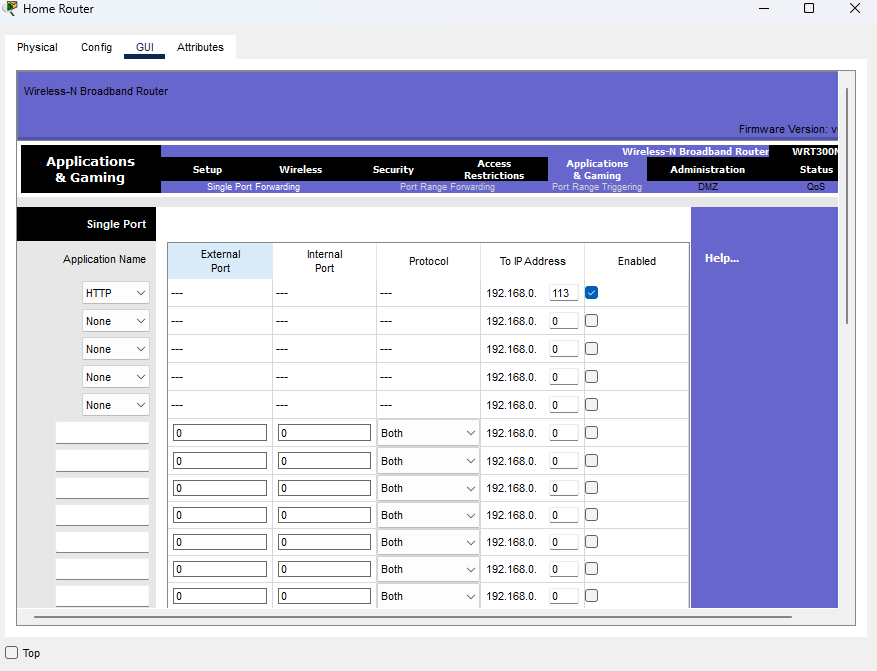 Home Router
Physical Config GUI Attributes
Wireless-N Broadband Router
Firmware Version: v
Wireless-N Broadband Router WRT300N
Applications & Gaming
Setup Wireless Security Access Restrictions Applications & Gaming Administration Status
Single Port Forwarding Port Range Forwarding Port Range Triggering DMZ QoS
Single Port
Help...
Application Name External Port Internal Port Protocol To IP Address Enabled
HTTP --- --- --- 192.168.0. 113
None --- --- --- 192.168.0. 0
None --- --- --- 192.168.0. 0
None --- --- --- 192.168.0. 0
None --- --- --- 192.168.0. 0
0 0 Both 192.168.0. 0
0 0 Both 192.168.0. 0
0 0 Both 192.168.0. 0
0 0 Both 192.168.0. 0
0 0 Both 192.168.0. 0
0 0 Both 192.168.0. 0
0 0 Both 192.168.0. 0
Top